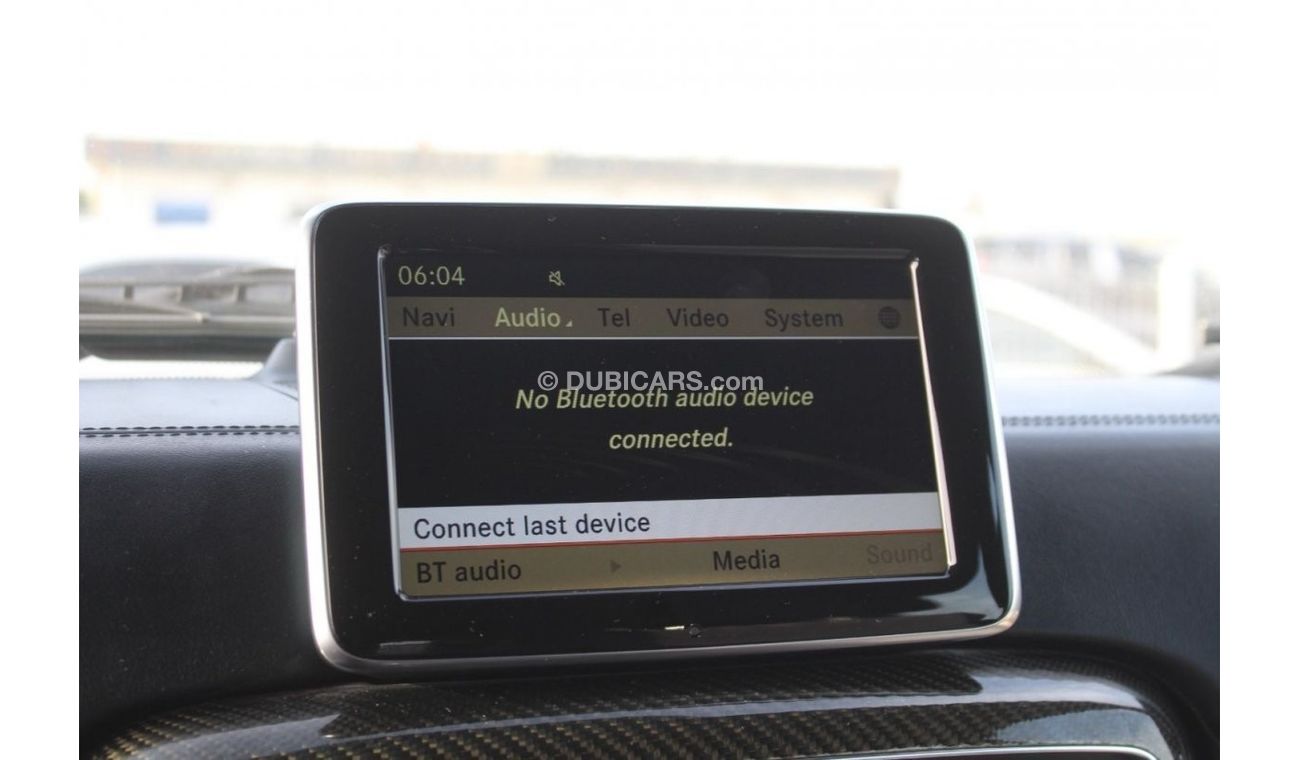 06:04
Navi Audio Tel Video System
© DUBICARS.com
No Bluetooth audio device
connected.
Connect last device
BT audio Media Sound